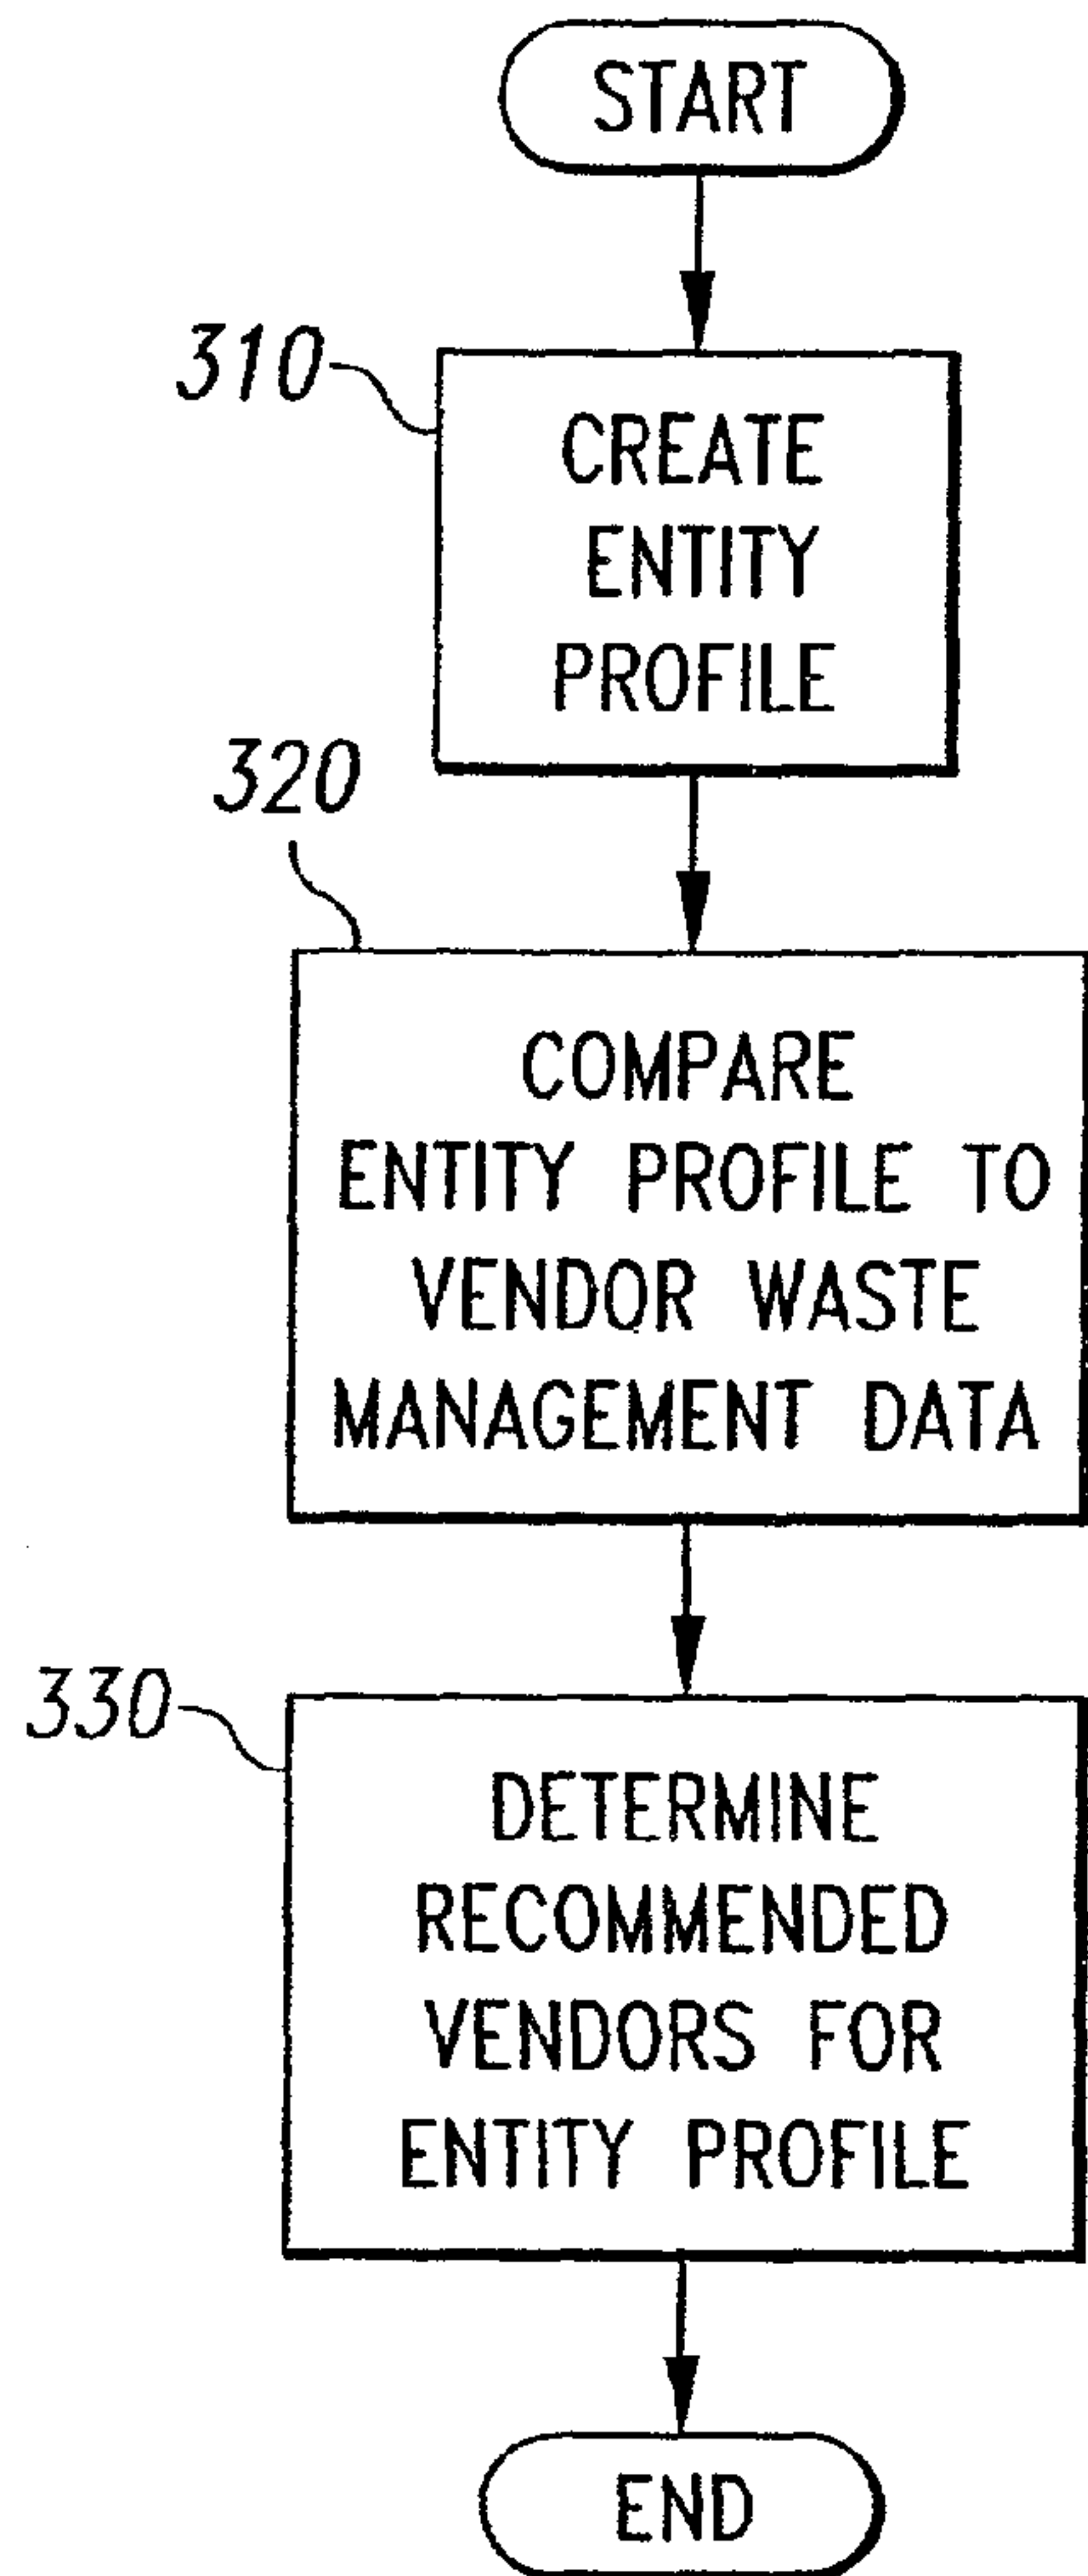 START
310
CREATE
ENTITY
PROFILE
320
COMPARE
ENTITY PROFILE TO
VENDOR WASTE
MANAGEMENT DATA
330
DETERMINE
RECOMMENDED
VENDORS FOR
ENTITY PROFILE
END